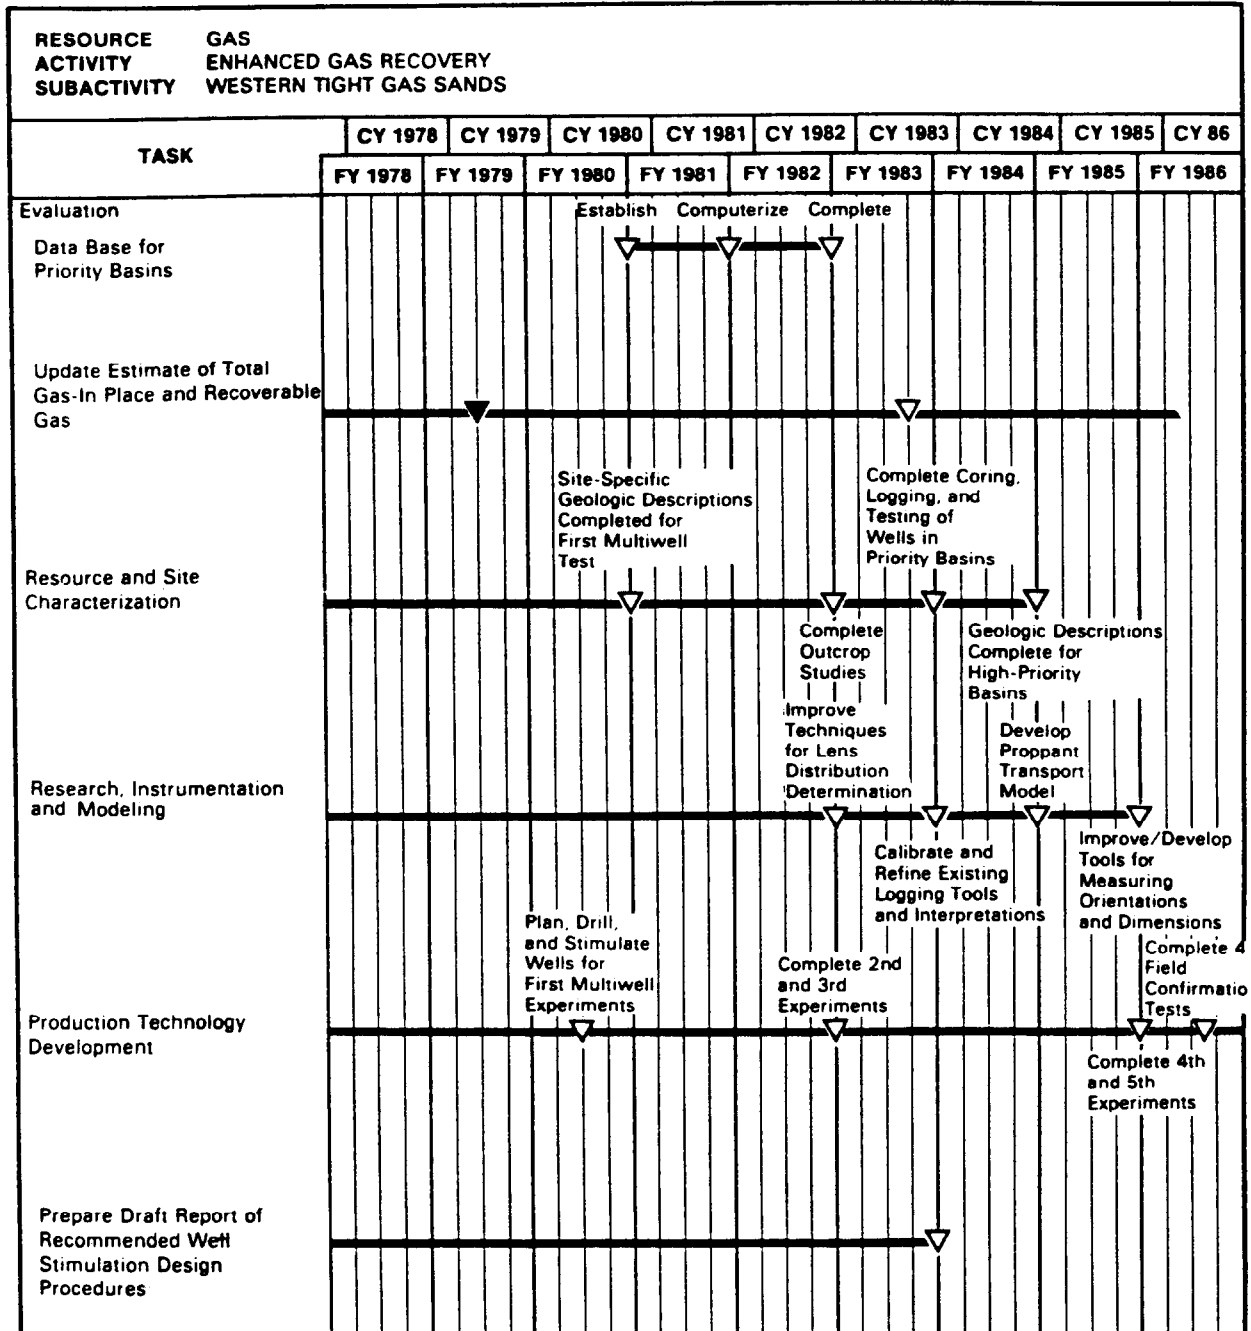 RESOURCE GAS
ACTIVITY ENHANCED GAS RECOVERY
SUBACTIVITY WESTERN TIGHT GAS SANDS
TASK
CY 1978 CY 1979 CY 1980 CY 1981 CY 1982 CY 1983 CY 1984 CY 1985 CY 86
FY 1978 FY 1979 FY 1980 FY 1981 FY 1982 FY 1983 FY 1984 FY 1985 FY 1986
Evaluation
Establish Computerize Complete
Data Base for
Priority Basins
Update Estimate of Total
Gas-In Place and Recoverable
Gas
Site-Specific
Geologic Descriptions
Completed for
First Multiwell
Test
Complete Coring,
Logging, and
Testing of
Wells in
Priority Basins
Resource and Site
Characterization
Complete
Outcrop
Studies
Geologic Descriptions
Complete for
High-Priority
Basins
Improve
Techniques
for Lens
Distribution
Determination
Develop
Proppant
Transport
Model
Research, Instrumentation
and Modeling
Calibrate and
Refine Existing
Logging Tools
and Interpretations
Improve/Develop
Tools for
Measuring
Orientations
and Dimensions
Plan, Drill,
and Stimulate
Wells for
First Multiwell
Experiments
Complete 2nd
and 3rd
Experiments
Complete 4
Field
Confirmatio
Tests
Production Technology
Development
Complete 4th
and 5th
Experiments
Prepare Draft Report of
Recommended Well
Stimulation Design
Procedures